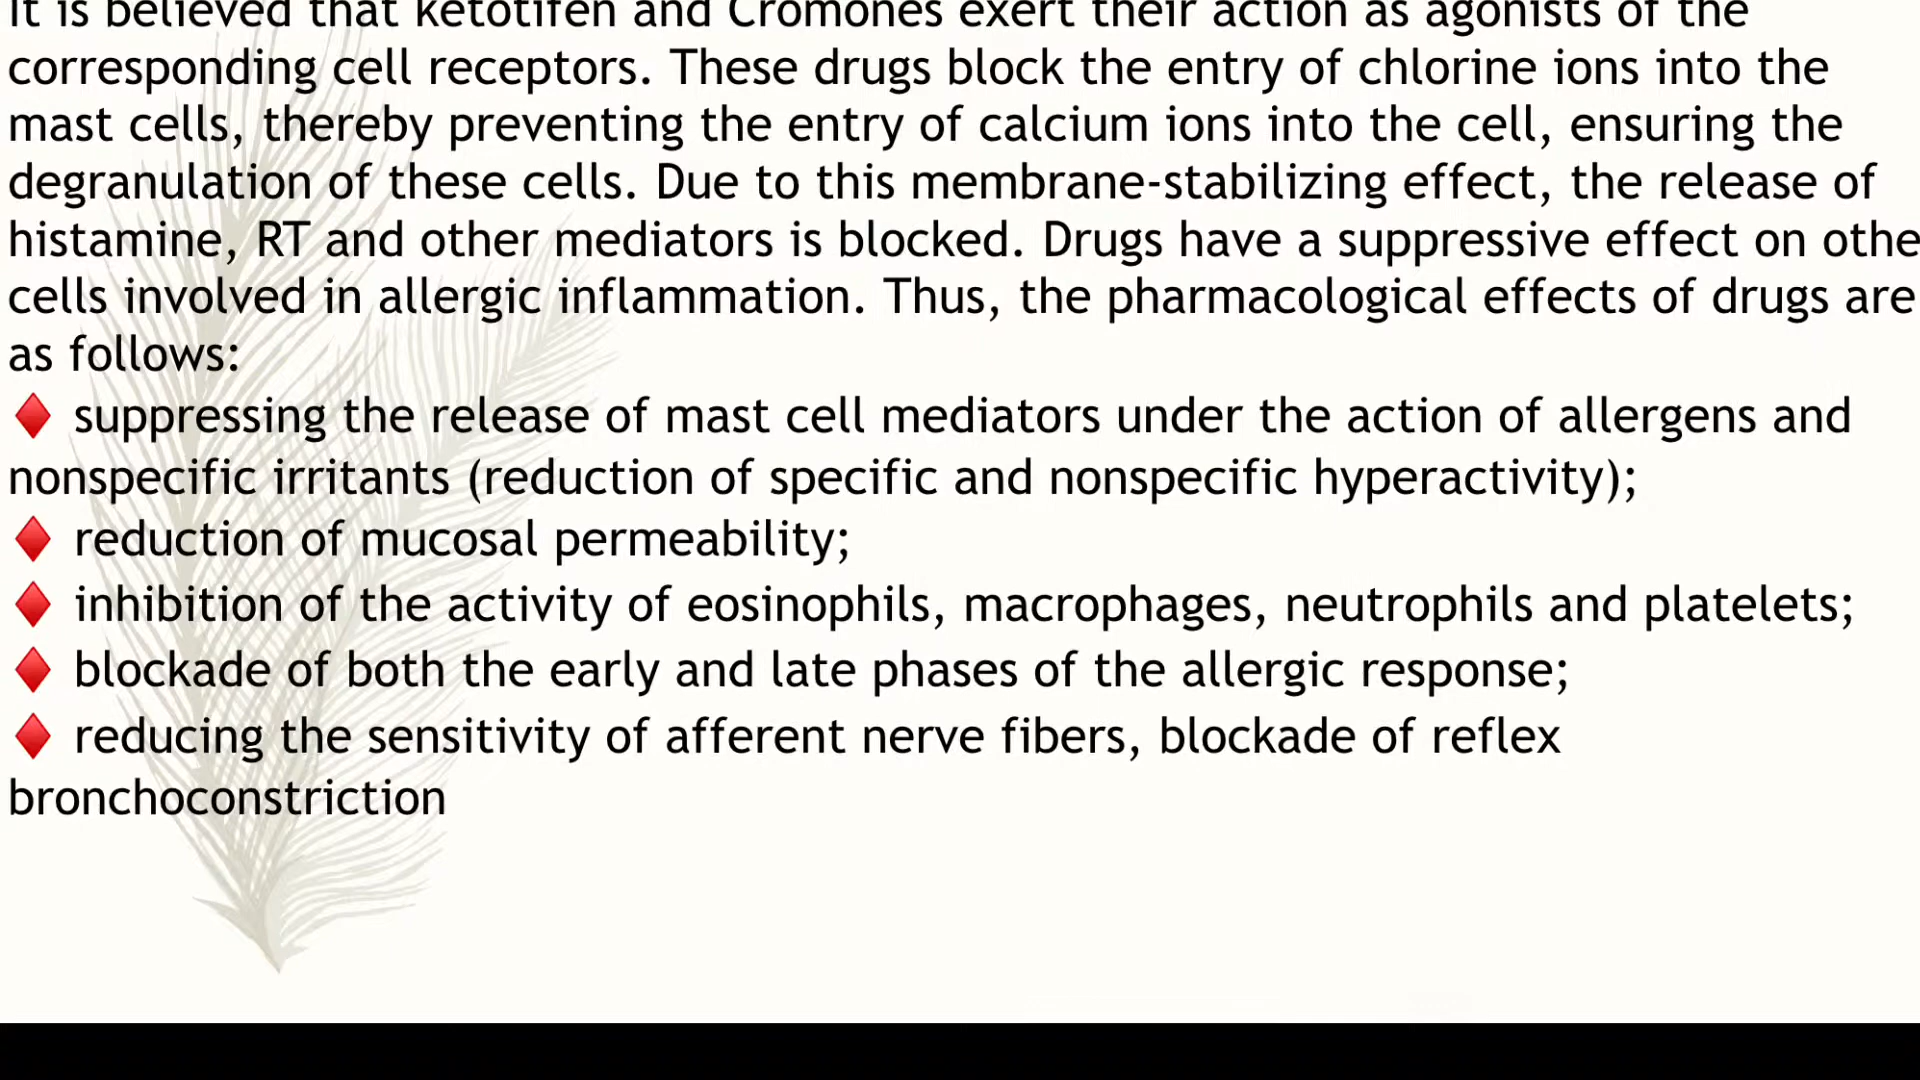 It is believed that ketotifen and Cromones exert their action as agonists of the
corresponding cell receptors. These drugs block the entry of chlorine ions into the
mast cells, thereby preventing the entry of calcium ions into the cell, ensuring the
degranulation of these cells. Due to this membrane-stabilizing effect, the release of
histamine, RT and other mediators is blocked. Drugs have a suppressive effect on othe
cells involved in allergic inflammation. Thus, the pharmacological effects of drugs are
as follows:
♦ suppressing the release of mast cell mediators under the action of allergens and
nonspecific irritants (reduction of specific and nonspecific hyperactivity);
♦ reduction of mucosal permeability;
♦ inhibition of the activity of eosinophils, macrophages, neutrophils and platelets;
♦ blockade of both the early and late phases of the allergic response;
♦ reducing the sensitivity of afferent nerve fibers, blockade of reflex
bronchoconstriction